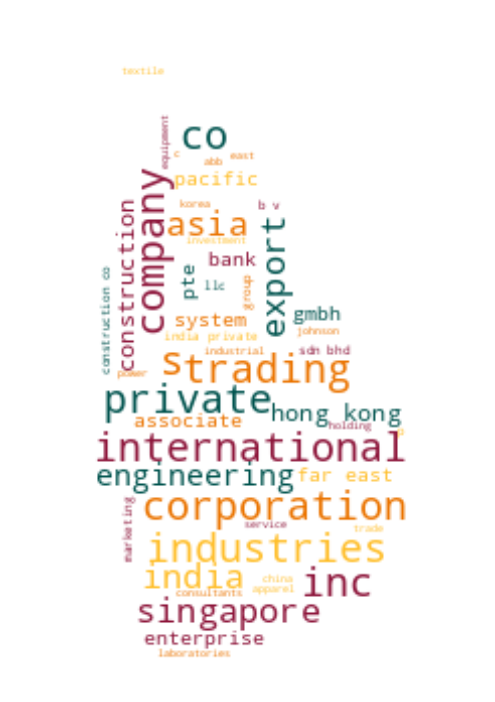 textile
equipment
co
c
abb
east
pacific
company
korea
b v
construction
asia
export
investment
bank
construction co
pte
llc
group
gmbh
system
johnson
india private
industrial
sdn bhd
s
trading
power
private
hong kong
associate
holding
p
international
engineering
far east
corporation
marketing
service
trade
industries
india
china
inc
consultants
apparel
singapore
enterprise
laboratories